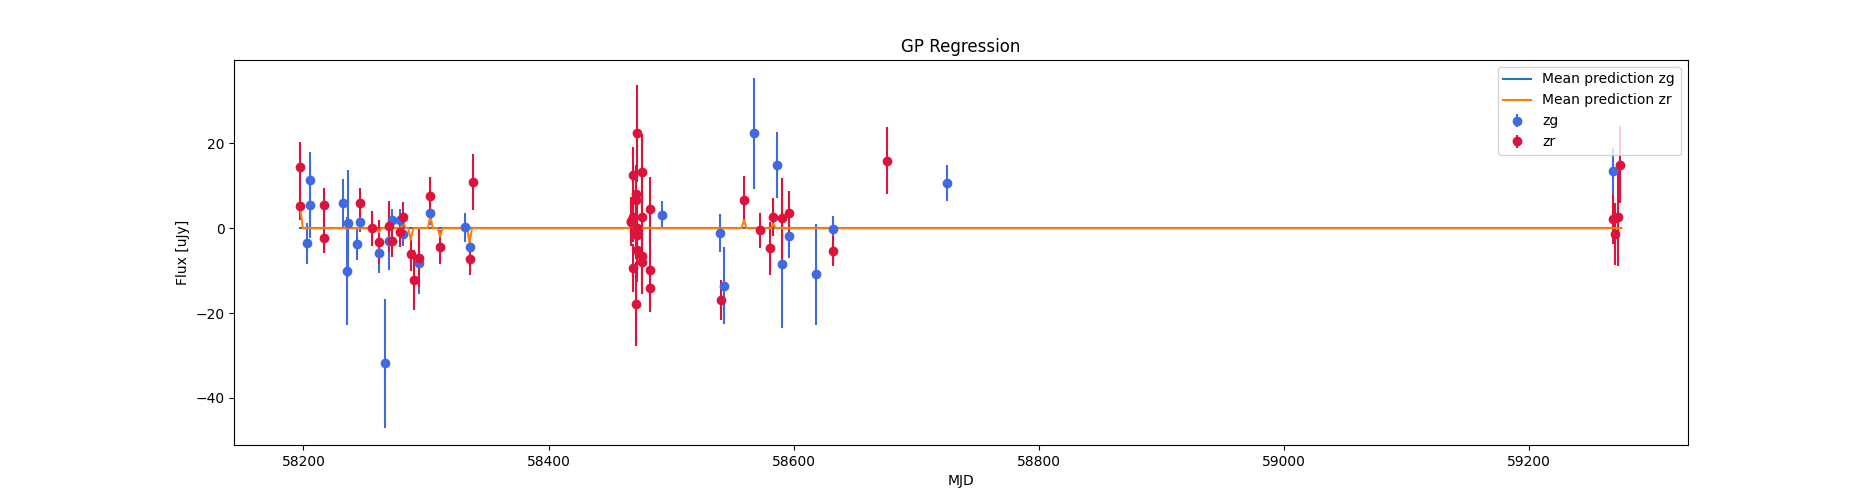 GP Regression
Flux [uJy]
20
0
−20
−40
58200
58400
58600
58800
59000
59200
MJD
Mean prediction zg
Mean prediction zr
zg
zr